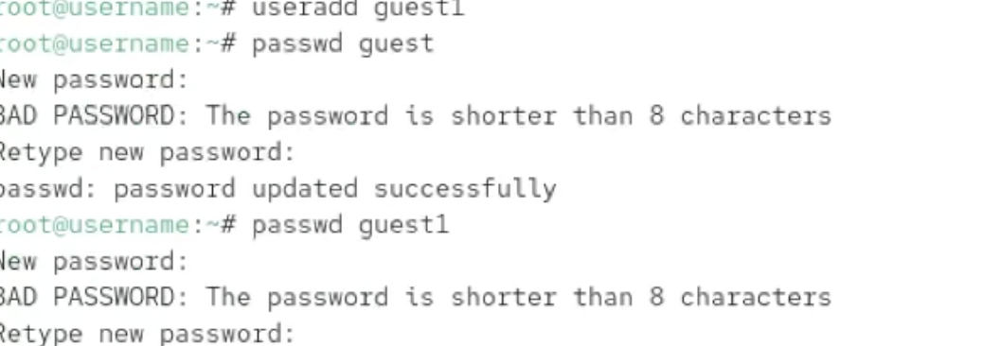 root@username:~# useradd guest1
root@username:~# passwd guest
New password:
BAD PASSWORD: The password is shorter than 8 characters
Retype new password:
passwd: password updated successfully
root@username:~# passwd guest1
New password:
BAD PASSWORD: The password is shorter than 8 characters
Retype new password: